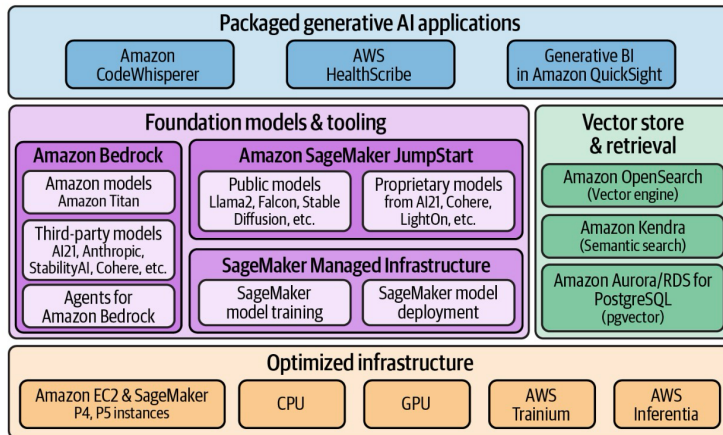 Packaged generative AI applications
Amazon
CodeWhisperer
AWS
HealthScribe
Generative BI
in Amazon QuickSight
Foundation models & tooling
Amazon Bedrock
Amazon models
Amazon Titan
Third-party models
AI21, Anthropic,
StabilityAI, Cohere, etc.
Agents for
Amazon Bedrock
Amazon SageMaker JumpStart
Public models
Llama2, Falcon, Stable
Diffusion, etc.
Proprietary models
from AI21, Cohere,
LightOn, etc.
SageMaker Managed Infrastructure
SageMaker
model training
SageMaker model
deployment
Vector store
& retrieval
Amazon OpenSearch
(Vector engine)
Amazon Kendra
(Semantic search)
Amazon Aurora/RDS for
PostgreSQL
(pgvector)
Optimized infrastructure
Amazon EC2 & SageMaker
P4, P5 instances
CPU
GPU
AWS
Trainium
AWS
Inferentia